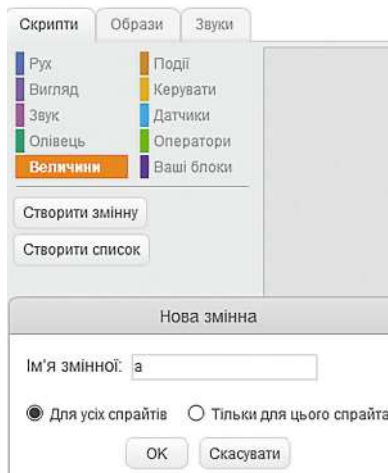 Скрипти Образи Звуки
Рух Події
Вигляд Керувати
Звук Датчики
Олівець Оператори
Величини Ваші блоки
Створити змінну
Створити список
Нова змінна
Ім'я змінної: a
Для усіх спрайтів Тільки для цього спрайта
OK Скасувати